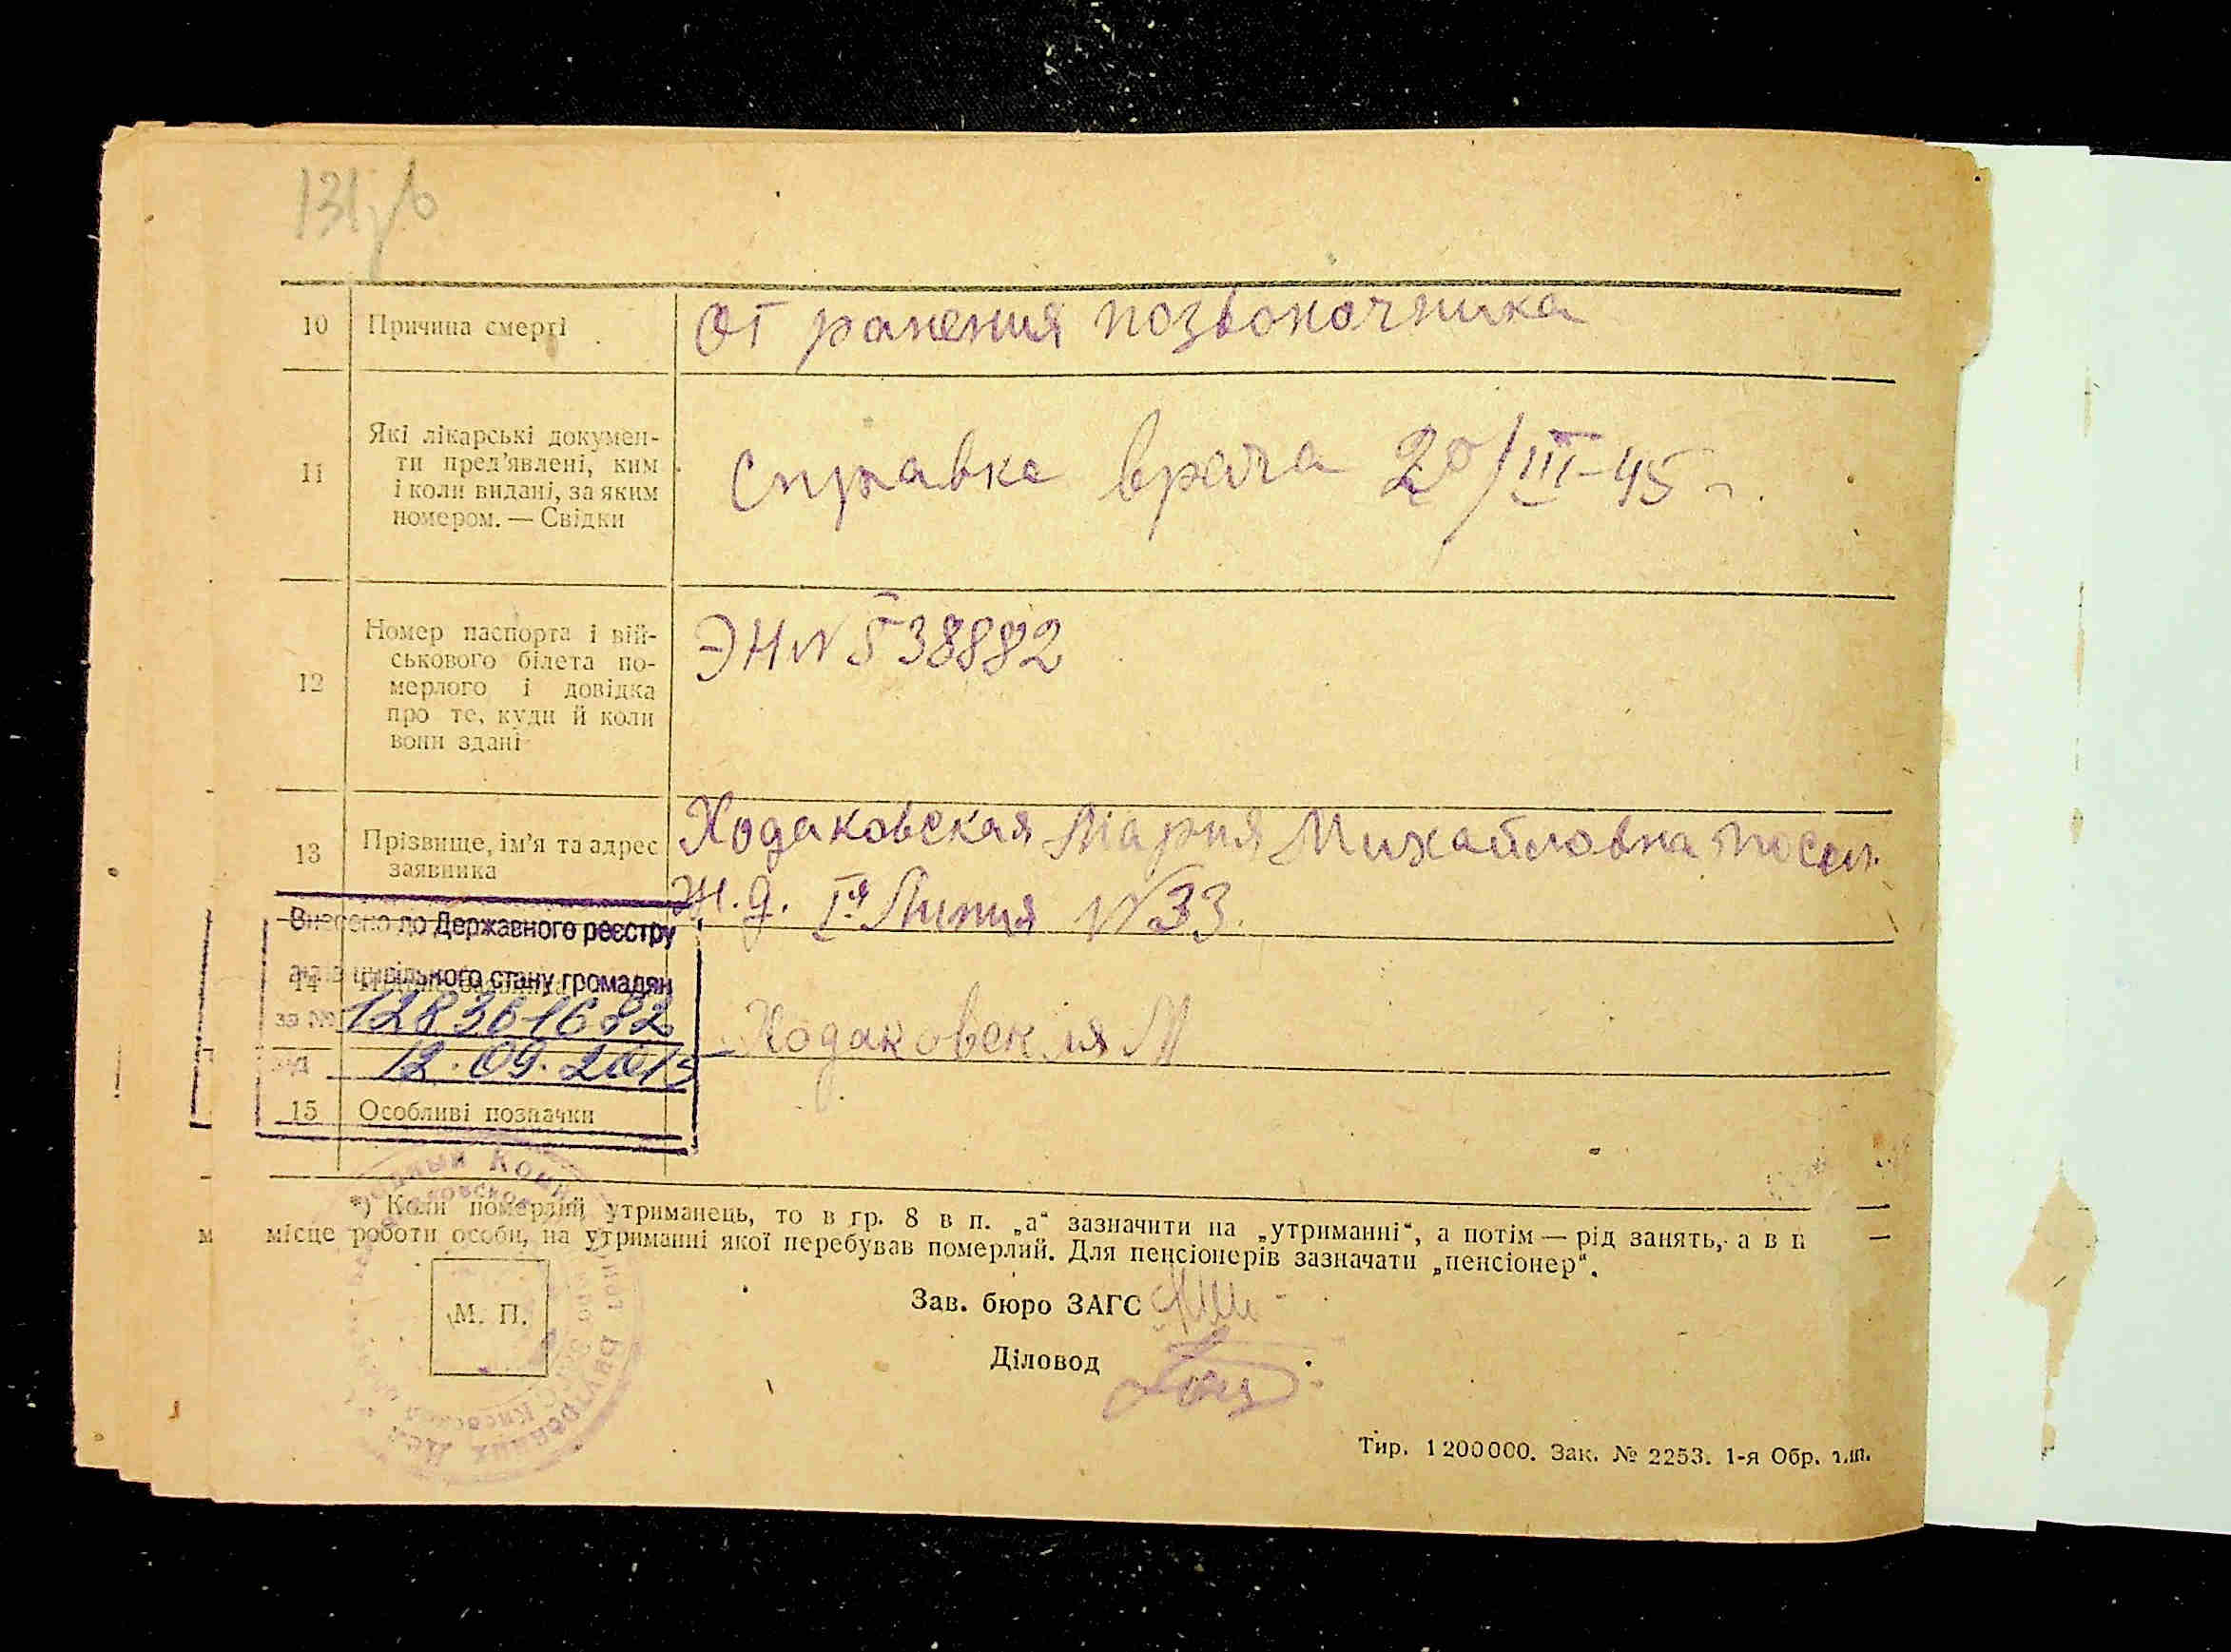 131
10 Причина смерті От ранения позвоночника
11 Які лікарські докумен-
ти пред'явлені, ким
і коли видані, за яким
номером. — Свідки
Справка врача 20/III-45 г.
12 Номер паспорта і вій-
ськового білета по-
мерлого і довідка
про те, куди й коли
вони здані
ЭН № 538882
13 Прізвище, ім'я та адрес
заявника
Ходаковская Мария Михайловна посел.
ж.д. I-я Линия №33.
Внесено до Державного реєстру
актів цивільного стану громадян
за № 128361682
від 12.09.2013
14
Ходаковская М
15 Особливі позначки
*) Коли померлий утриманець, то в гр. 8 в п. „а“ зазначити на „утриманні“, а потім — рід занять, а в п
місце роботи особи, на утриманні якої перебував померлий. Для пенсіонерів зазначати „пенсіонер“.
М. П.
Зав. бюро ЗАГС
Діловод
Тир. 1200000. Зак. № 2253. 1-я Обр. тип.